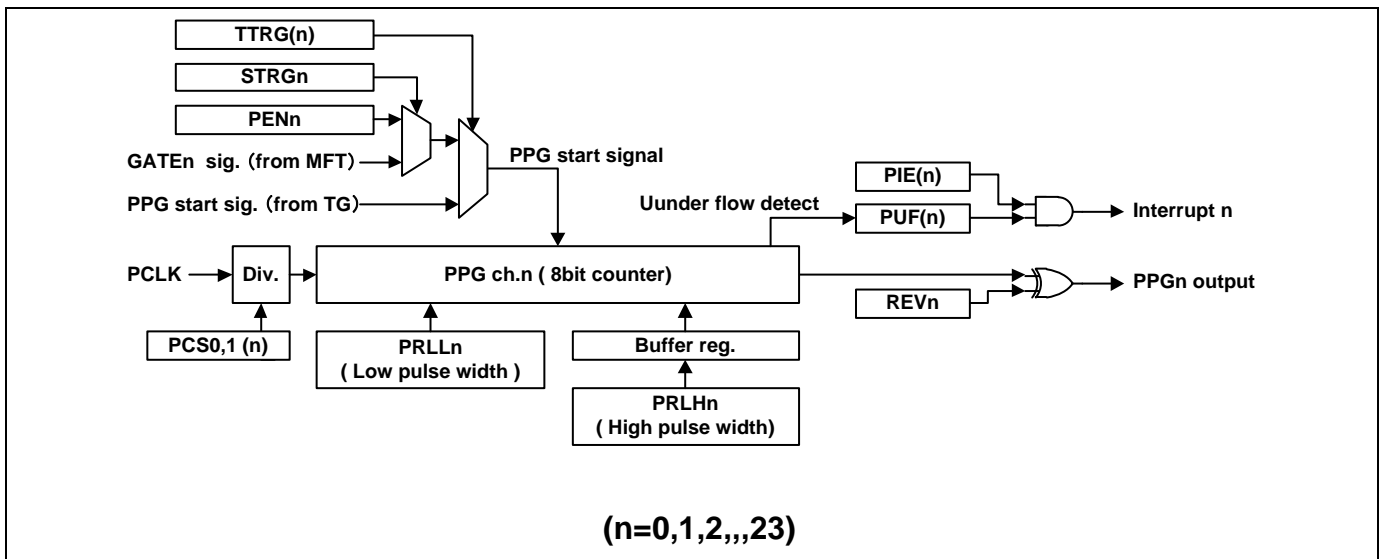 TTRG(n)
STRGn
PENn
GATEn sig. (from MFT)
PPG start sig. (from TG)
PPG start signal
Uunder flow detect
PIE(n)
PUF(n)
Interrupt n
PCLK
Div.
PPG ch.n ( 8bit counter)
REVn
PPGn output
PCS0,1 (n)
PRLLn
( Low pulse width )
Buffer reg.
PRLHn
( High pulse width)
(n=0,1,2,,,23)